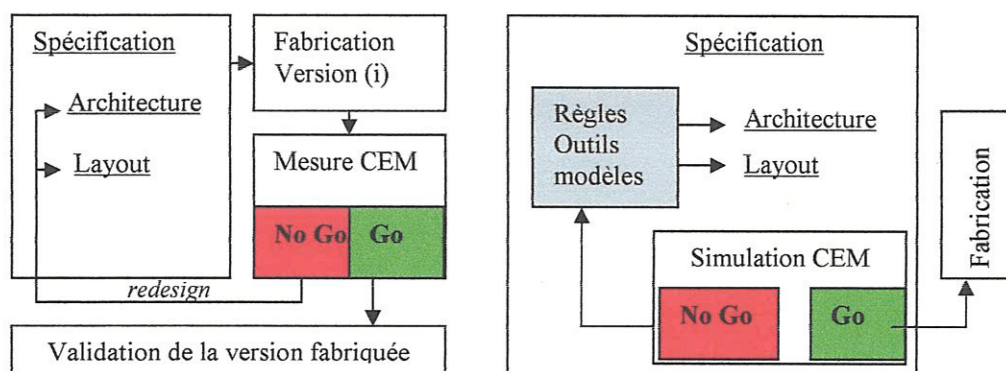 Spécification
Architecture
Layout
Fabrication
Version (i)
Mesure CEM
No Go
Go
redesign
Validation de la version fabriquée
Spécification
Règles
Outils
modèles
Architecture
Layout
Simulation CEM
No Go
Go
Fabrication